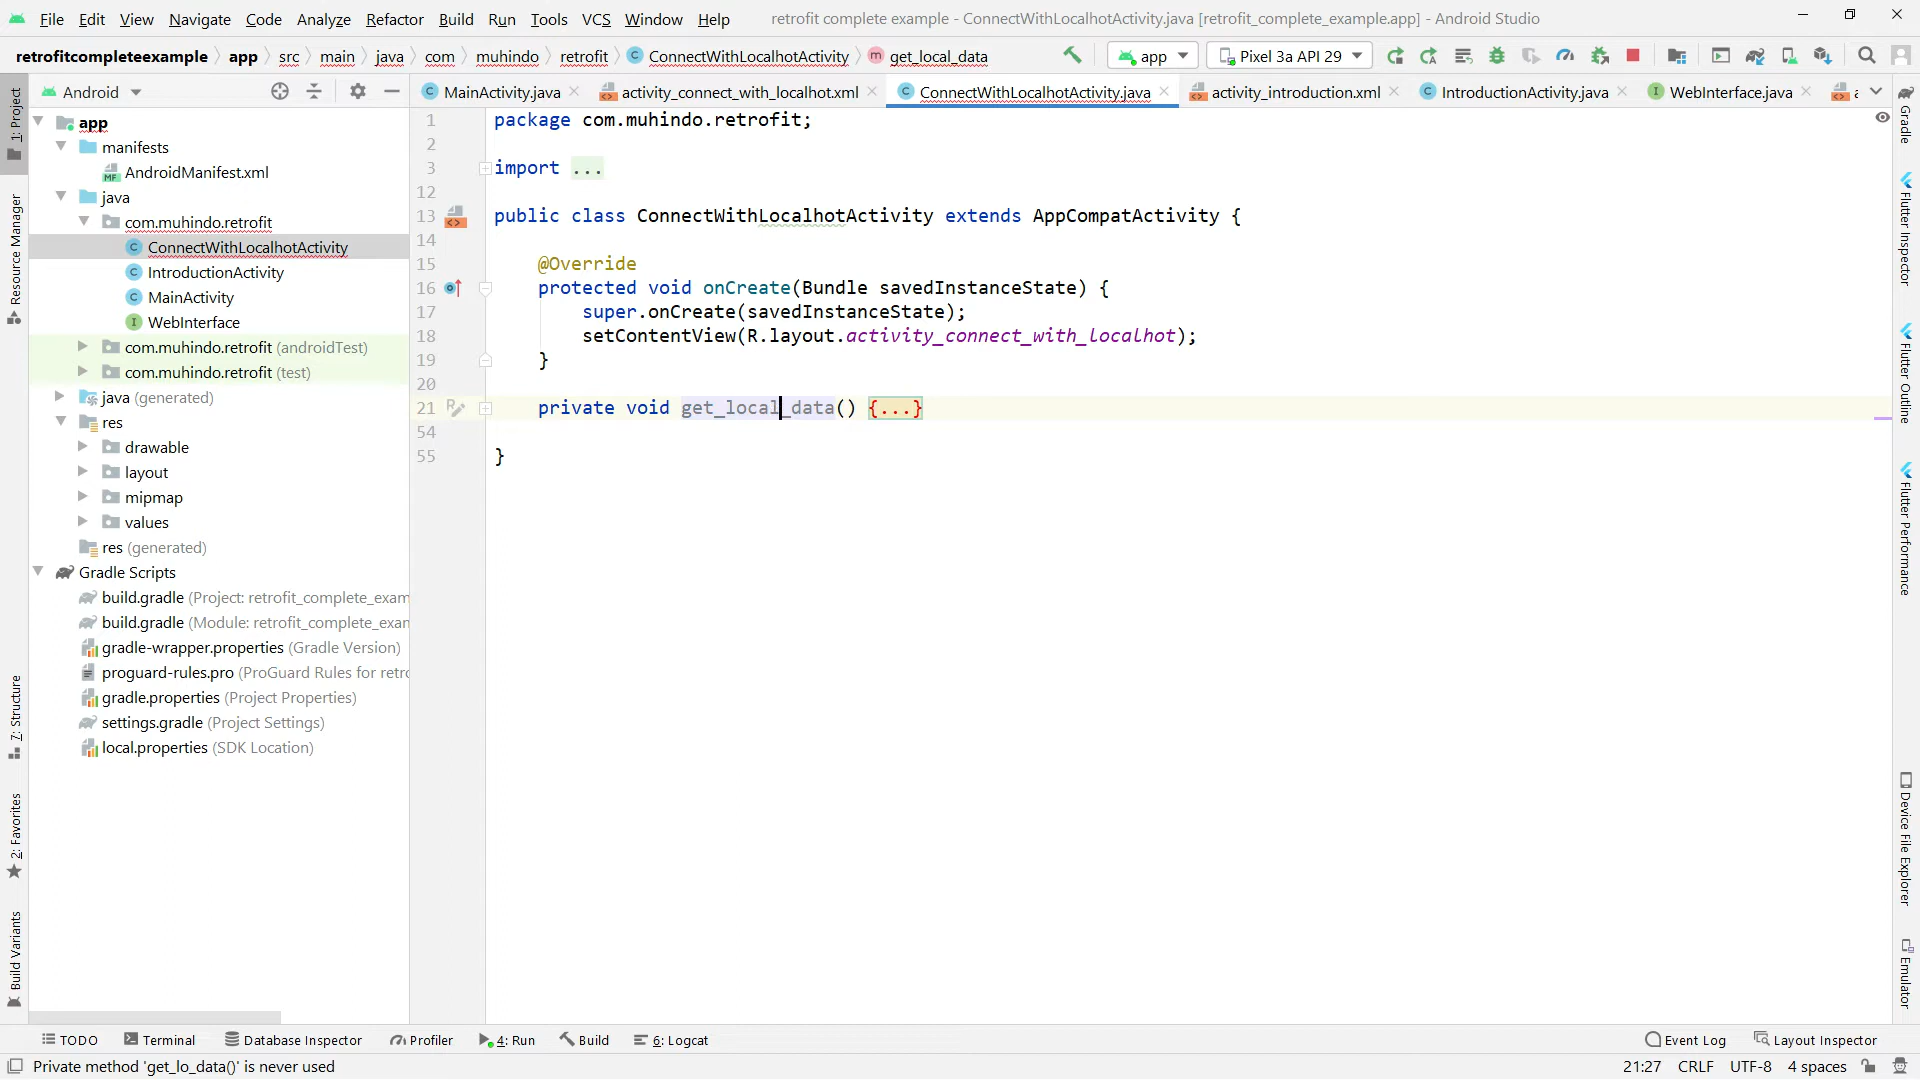 File Edit View Navigate Code Analyze Refactor Build Run Tools VCS Window Help retrofit complete example - ConnectWithLocalhotActivity.java [retrofit_complete_example.app] - Android Studio
retrofitcompleteexample app src main java com muhindo retrofit ConnectWithLocalhotActivity get_local_data app Pixel 3a API 29
Android MainActivity.java activity_connect_with_localhot.xml ConnectWithLocalhotActivity.java activity_introduction.xml IntroductionActivity.java WebInterface.java
1: Project
Resource Manager
7: Structure
2: Favorites
Build Variants
app
manifests
AndroidManifest.xml
java
com.muhindo.retrofit
ConnectWithLocalhotActivity
IntroductionActivity
MainActivity
WebInterface
com.muhindo.retrofit (androidTest)
com.muhindo.retrofit (test)
java (generated)
res
drawable
layout
mipmap
values
res (generated)
Gradle Scripts
build.gradle (Project: retrofit_complete_exam
build.gradle (Module: retrofit_complete_exan
gradle-wrapper.properties (Gradle Version)
proguard-rules.pro (ProGuard Rules for retro
gradle.properties (Project Properties)
settings.gradle (Project Settings)
local.properties (SDK Location)
1 package com.muhindo.retrofit;
2
3 import ...
12
13 public class ConnectWithLocalhotActivity extends AppCompatActivity {
14
15 @Override
16 protected void onCreate(Bundle savedInstanceState) {
17 super.onCreate(savedInstanceState);
18 setContentView(R.layout.activity_connect_with_localhot);
19 }
20
21 private void get_local_data() {...}
54
55 }
Gradle
Flutter Inspector
Flutter Outline
Flutter Performance
Device File Explorer
Emulator
TODO Terminal Database Inspector Profiler 4: Run Build 6: Logcat Event Log Layout Inspector
Private method 'get_lo_data()' is never used 21:27 CRLF UTF-8 4 spaces